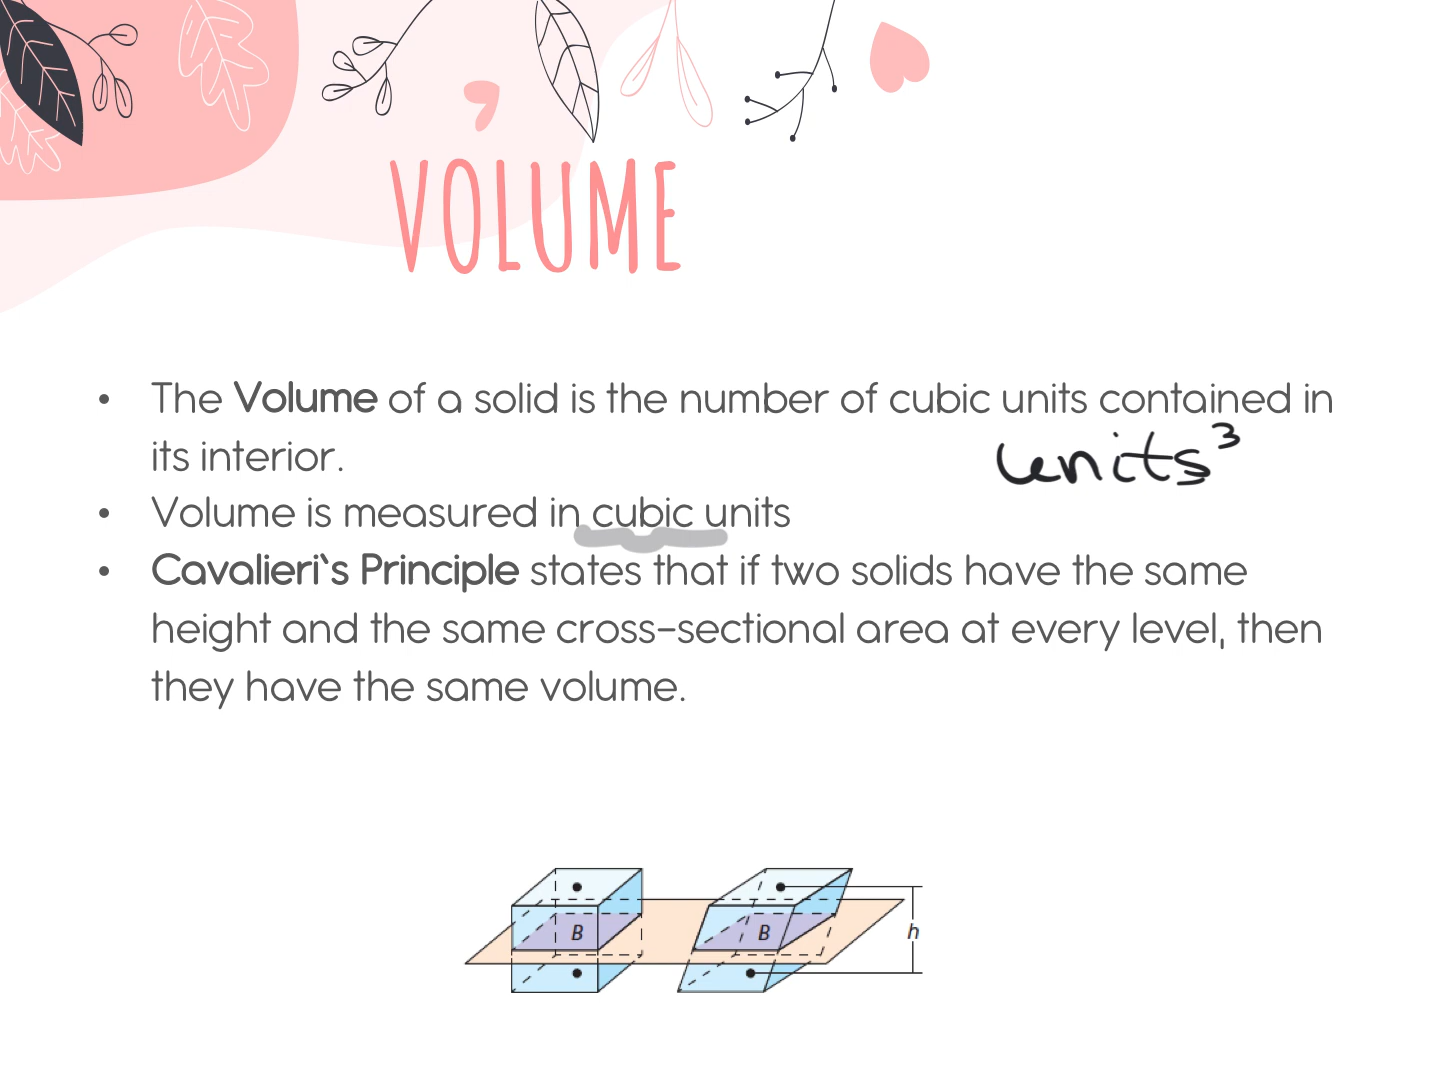 VOLUME
• The Volume of a solid is the number of cubic units contained in
its interior.
units³
• Volume is measured in cubic units
• Cavalieri`s Principle states that if two solids have the same
height and the same cross-sectional area at every level, then
they have the same volume.
B B h